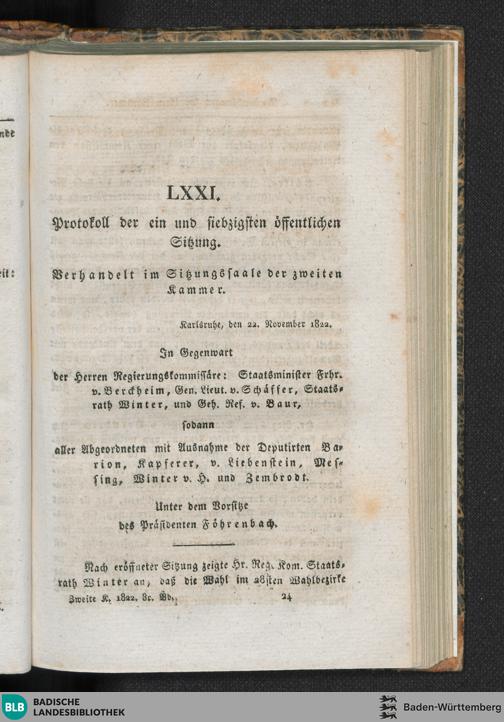 nde
eit:
LXXI.
Protokoll der ein und siebzigsten öffentlichen
Sitzung.
Verhandelt im Sitzungssaale der zweiten
Kammer.
Karlsruhe, den 22. November 1822.
In Gegenwart
der Herren Regierungskommissäre: Staatsminister Frhr.
v. Berckheim, Gen. Lieut. v. Schäffer, Staats-
rath Winter, und Geh. Ref. v. Baur,
sodann
aller Abgeordneten mit Ausnahme der Deputirten Ba-
rion, Kapferer, v. Liebenstein, Mes-
sing, Winter v. H. und Zembrodt.
Unter dem Vorsitze
des Präsidenten Föhrenbach.
Nach eröffneter Sitzung zeigte Hr. Reg. Kom. Staats-
rath Winter an, daß die Wahl im 28sten Wahlbezirke
Zweite K. 1822. 8c. Bd. 24
BLB BADISCHE
LANDESBIBLIOTHEK
Baden-Württemberg